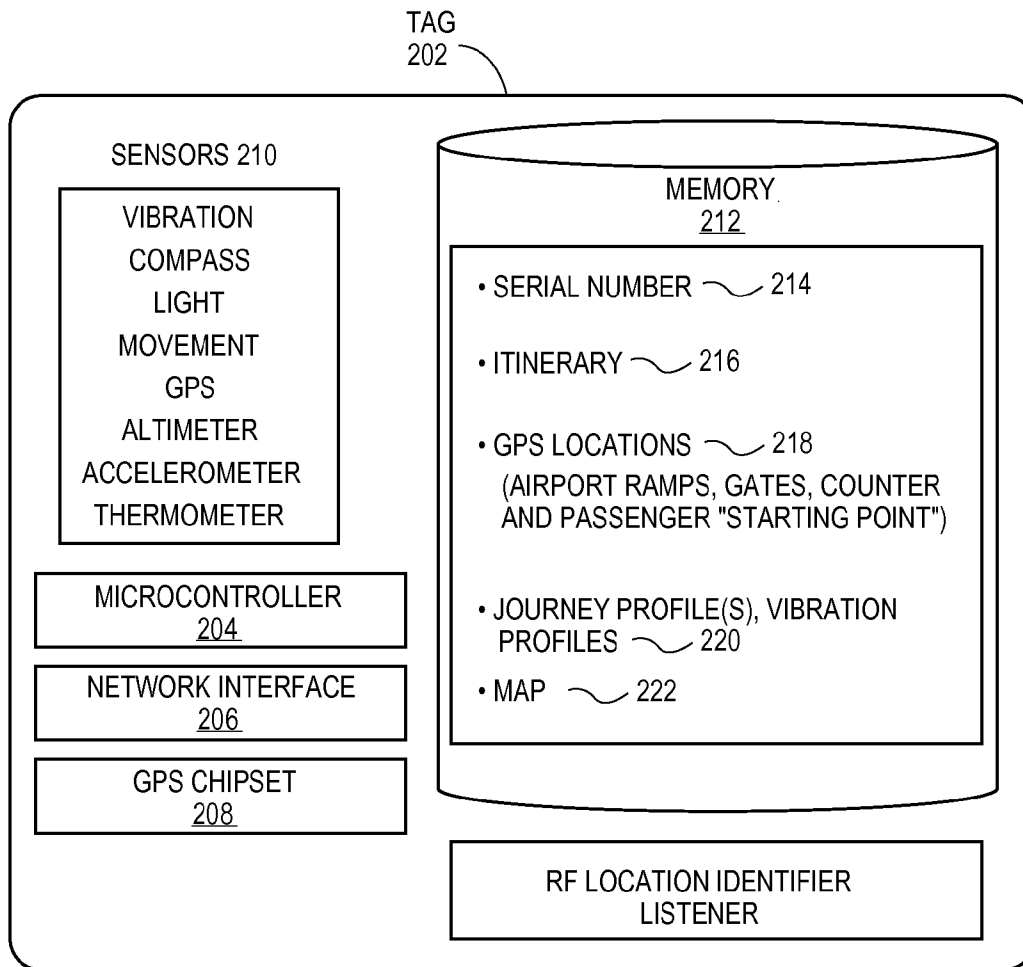 TAG
202
SENSORS 210
VIBRATION
COMPASS
LIGHT
MOVEMENT
GPS
ALTIMETER
ACCELEROMETER
THERMOMETER
MICROCONTROLLER
204
NETWORK INTERFACE
206
GPS CHIPSET
208
MEMORY
212
• SERIAL NUMBER 214
• ITINERARY 216
• GPS LOCATIONS 218
(AIRPORT RAMPS, GATES, COUNTER
AND PASSENGER "STARTING POINT")
• JOURNEY PROFILE(S), VIBRATION
PROFILES 220
• MAP 222
RF LOCATION IDENTIFIER
LISTENER